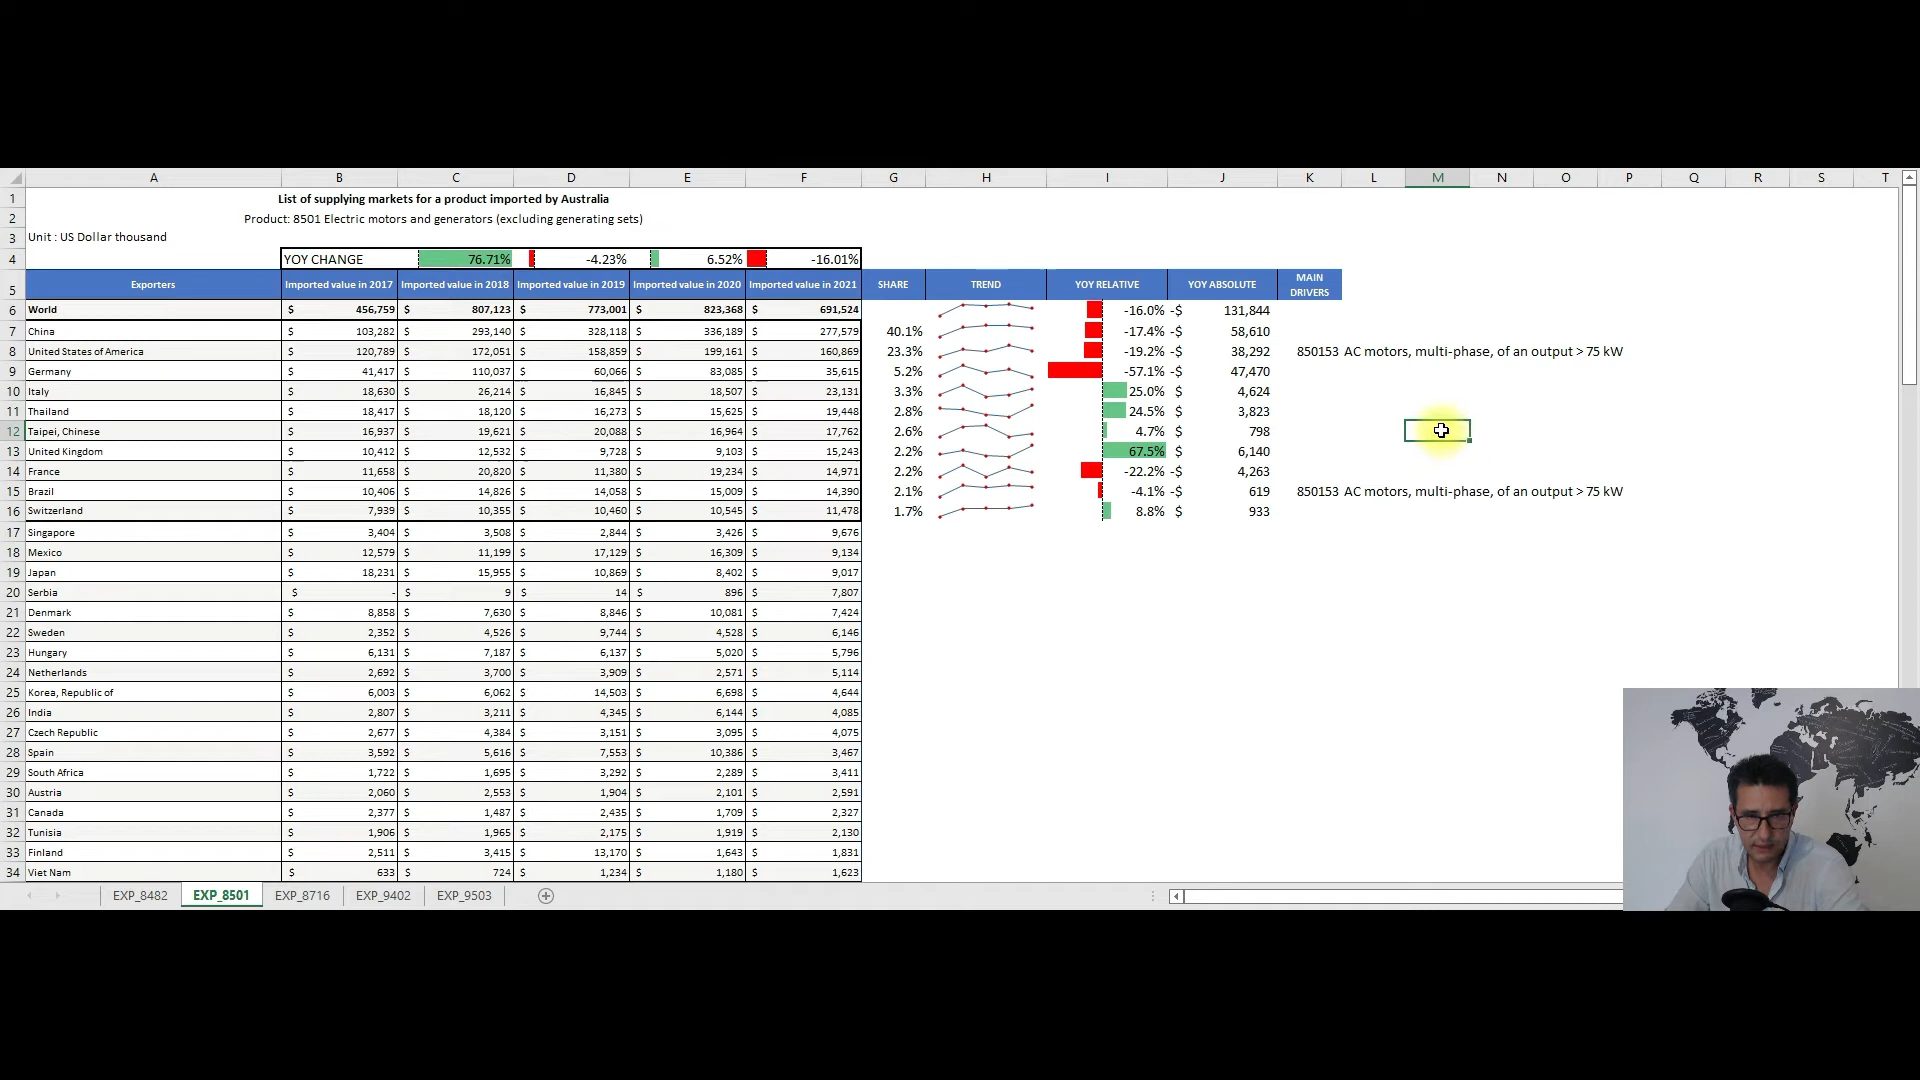 A B C D E F G H I J K L M N O P Q R S T
1 List of supplying markets for a product imported by Australia
2 Product: 8501 Electric motors and generators (excluding generating sets)
3 Unit : US Dollar thousand
4 YOY CHANGE 76.71% -4.23% 6.52% -16.01%
5 Exporters Imported value in 2017 Imported value in 2018 Imported value in 2019 Imported value in 2020 Imported value in 2021 SHARE TREND YOY RELATIVE YOY ABSOLUTE MAIN DRIVERS
6 World $ 456,759 $ 807,123 $ 773,001 $ 823,368 $ 691,524 -16.0% -$ 131,844
7 China $ 103,282 $ 293,140 $ 328,118 $ 336,189 $ 277,579 40.1% -17.4% -$ 58,610
8 United States of America $ 120,789 $ 172,051 $ 158,859 $ 199,161 $ 160,869 23.3% -19.2% -$ 38,292 850153 AC motors, multi-phase, of an output > 75 kW
9 Germany $ 41,417 $ 110,037 $ 60,066 $ 83,085 $ 35,615 5.2% -57.1% -$ 47,470
10 Italy $ 18,630 $ 26,214 $ 16,845 $ 18,507 $ 23,131 3.3% 25.0% $ 4,624
11 Thailand $ 18,417 $ 18,120 $ 16,273 $ 15,625 $ 19,448 2.8% 24.5% $ 3,823
12 Taipei, Chinese $ 16,937 $ 19,621 $ 20,088 $ 16,964 $ 17,762 2.6% 4.7% $ 798
13 United Kingdom $ 10,412 $ 12,532 $ 9,728 $ 9,103 $ 15,243 2.2% 67.5% $ 6,140
14 France $ 11,658 $ 20,820 $ 11,380 $ 19,234 $ 14,971 2.2% -22.2% -$ 4,263
15 Brazil $ 10,406 $ 14,826 $ 14,058 $ 15,009 $ 14,390 2.1% -4.1% -$ 619 850153 AC motors, multi-phase, of an output > 75 kW
16 Switzerland $ 7,939 $ 10,355 $ 10,460 $ 10,545 $ 11,478 1.7% 8.8% $ 933
17 Singapore $ 3,404 $ 3,508 $ 2,844 $ 3,426 $ 9,676
18 Mexico $ 12,579 $ 11,199 $ 17,129 $ 16,309 $ 9,134
19 Japan $ 18,231 $ 15,955 $ 10,869 $ 8,402 $ 9,017
20 Serbia $ - $ 9 $ 14 $ 896 $ 7,807
21 Denmark $ 8,858 $ 7,630 $ 8,846 $ 10,081 $ 7,424
22 Sweden $ 2,352 $ 4,526 $ 9,744 $ 4,528 $ 6,146
23 Hungary $ 6,131 $ 7,187 $ 6,137 $ 5,020 $ 5,796
24 Netherlands $ 2,692 $ 3,700 $ 3,909 $ 2,571 $ 5,114
25 Korea, Republic of $ 6,003 $ 6,062 $ 14,503 $ 6,698 $ 4,644
26 India $ 2,807 $ 3,211 $ 4,345 $ 6,144 $ 4,085
27 Czech Republic $ 2,677 $ 4,384 $ 3,151 $ 3,095 $ 4,075
28 Spain $ 3,592 $ 5,616 $ 7,553 $ 10,386 $ 3,467
29 South Africa $ 1,722 $ 1,695 $ 3,292 $ 2,289 $ 3,411
30 Austria $ 2,060 $ 2,553 $ 1,904 $ 2,101 $ 2,591
31 Canada $ 2,377 $ 1,487 $ 2,435 $ 1,709 $ 2,327
32 Tunisia $ 1,906 $ 1,965 $ 2,175 $ 1,919 $ 2,130
33 Finland $ 2,511 $ 3,415 $ 13,170 $ 1,643 $ 1,831
34 Viet Nam $ 633 $ 724 $ 1,234 $ 1,180 $ 1,623
EXP_8482 EXP_8501 EXP_8716 EXP_9402 EXP_9503